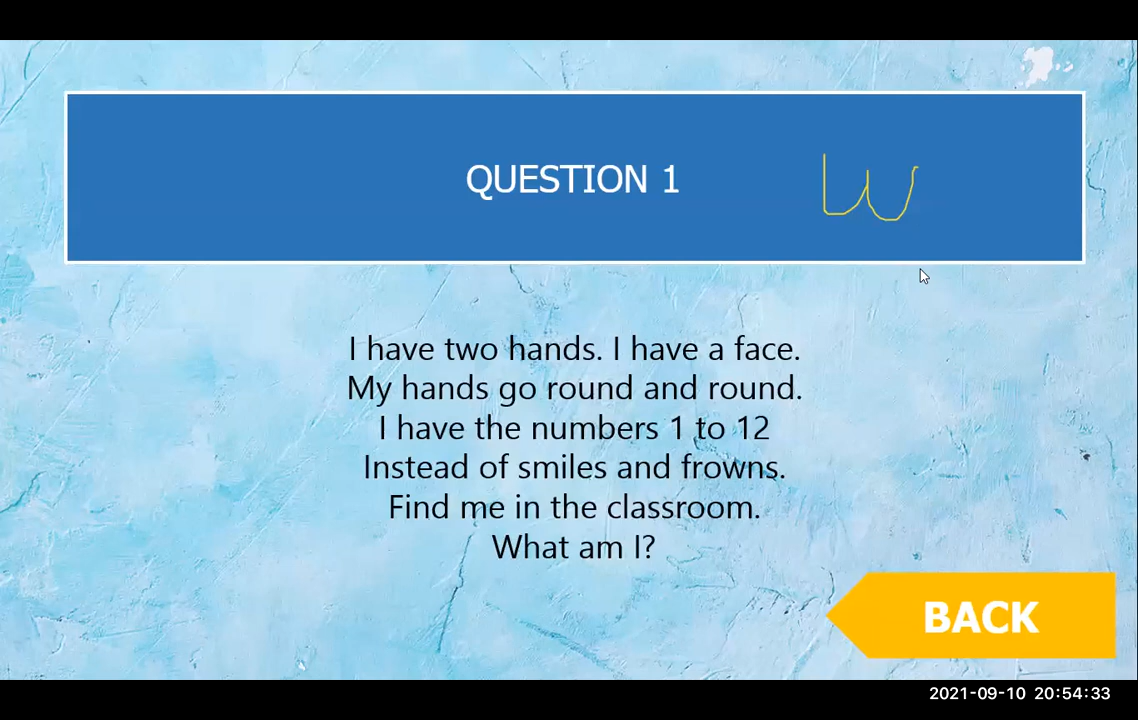 QUESTION 1
w
I have two hands. I have a face.
My hands go round and round.
I have the numbers 1 to 12
Instead of smiles and frowns.
Find me in the classroom.
What am I?
BACK
2021-09-10 20:54:33